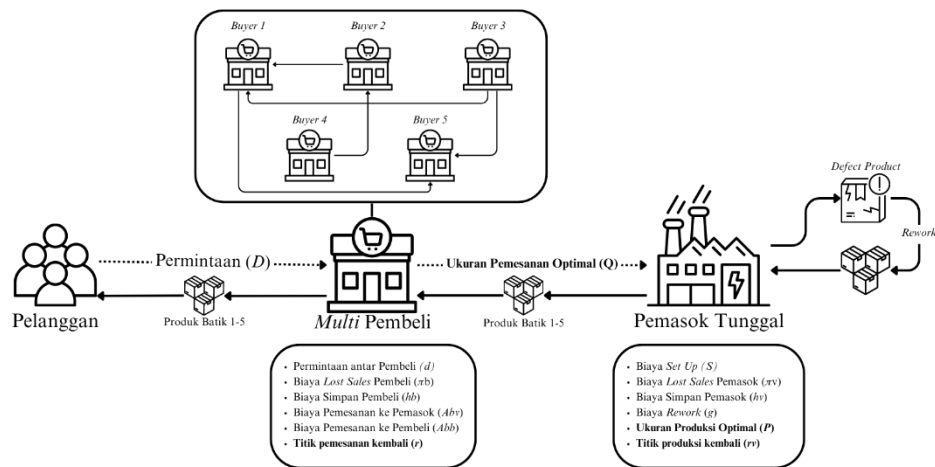 Buyer 1
Buyer 2
Buyer 3
Buyer 4
Buyer 5
Defect Product
Rework
Permintaan (D)
Ukuran Pemesanan Optimal (Q)
Pelanggan
Produk Batik 1-5
Multi Pembeli
Produk Batik 1-5
Pemasok Tunggal
• Permintaan antar Pembeli (d)
• Biaya Lost Sales Pembeli (πb)
• Biaya Simpan Pembeli (hb)
• Biaya Pemesanan ke Pemasok (Abv)
• Biaya Pemesanan ke Pembeli (Abb)
• Titik pemesanan kembali (r)
• Biaya Set Up (S)
• Biaya Lost Sales Pemasok (πv)
• Biaya Simpan Pemasok (hv)
• Biaya Rework (g)
• Ukuran Produksi Optimal (P)
• Titik produksi kembali (rv)